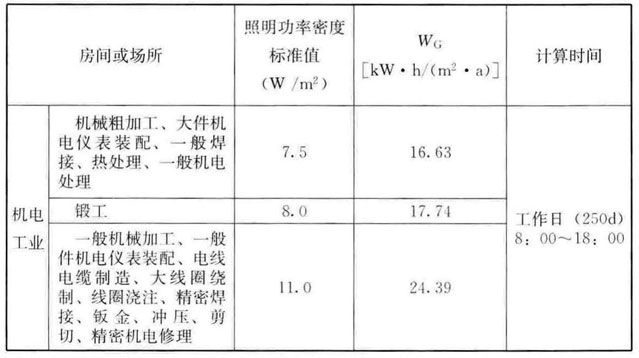 房间或场所
照明功率密度
标准值
(W /m²)
W_G
[kW·h/(m²·a)]
计算时间
机电
工业
机械粗加工、大件机
电仪表装配、一般焊
接、热处理、一般机电
处理
7.5
16.63
锻工
8.0
17.74
一般机械加工、一般
件机电仪表装配、电线
电缆制造、大线圈绕
制、线圈浇注、精密焊
接、钣金、冲压、剪
切、精密机电修理
11.0
24.39
工作日（250d）
8：00～18：00